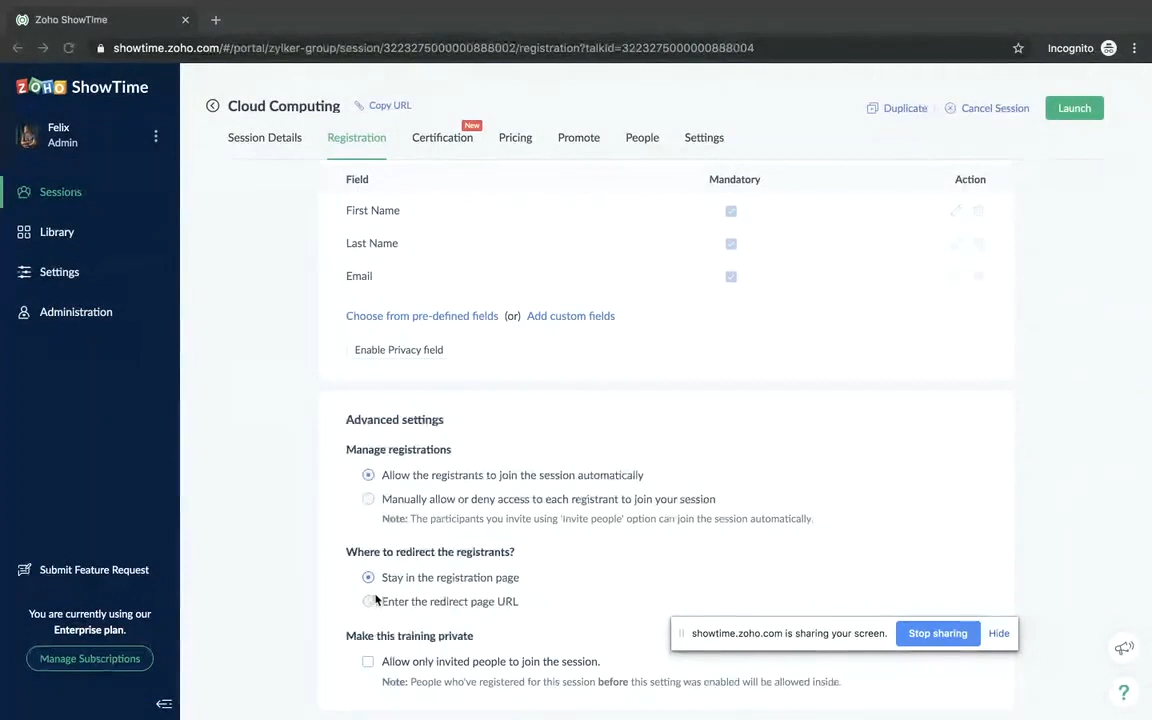 Zoho ShowTime
showtime.zoho.com/#/portal/zylker-group/session/3223275000000888002/registration?talkId=3223275000000888004
Incognito
ZOHO ShowTime
Felix
Admin
Sessions
Library
Settings
Administration
Submit Feature Request
You are currently using our
Enterprise plan.
Manage Subscriptions
Cloud Computing
Copy URL
Duplicate
Cancel Session
Launch
Session Details
Registration
Certification
New
Pricing
Promote
People
Settings
Field
Mandatory
Action
First Name
Last Name
Email
Choose from pre-defined fields (or) Add custom fields
Enable Privacy field
Advanced settings
Manage registrations
Allow the registrants to join the session automatically
Manually allow or deny access to each registrant to join your session
Note: The participants you invite using 'Invite people' option can join the session automatically.
Where to redirect the registrants?
Stay in the registration page
Enter the redirect page URL
Make this training private
Allow only invited people to join the session.
Note: People who've registered for this session before this setting was enabled will be allowed inside.
showtime.zoho.com is sharing your screen.
Stop sharing
Hide
?